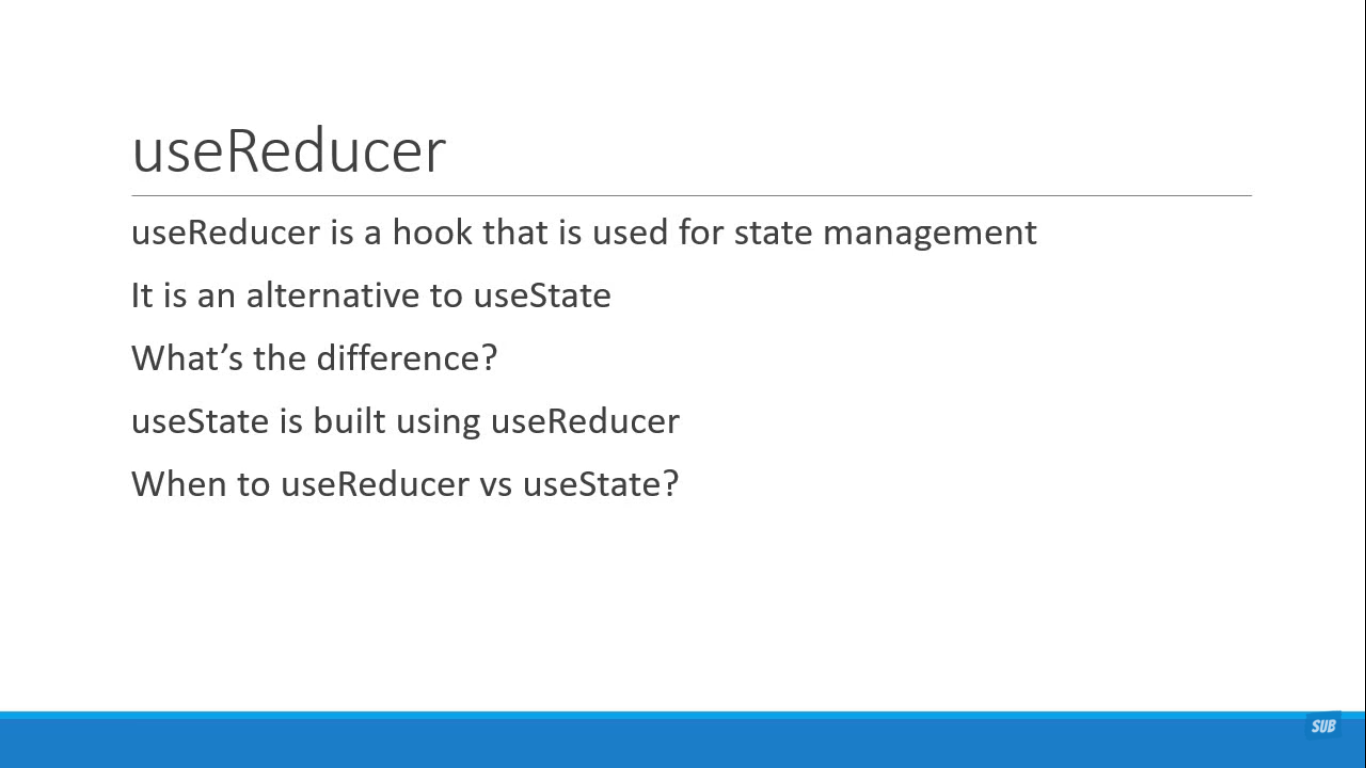 useReducer
useReducer is a hook that is used for state management
It is an alternative to useState
What’s the difference?
useState is built using useReducer
When to useReducer vs useState?
SUB